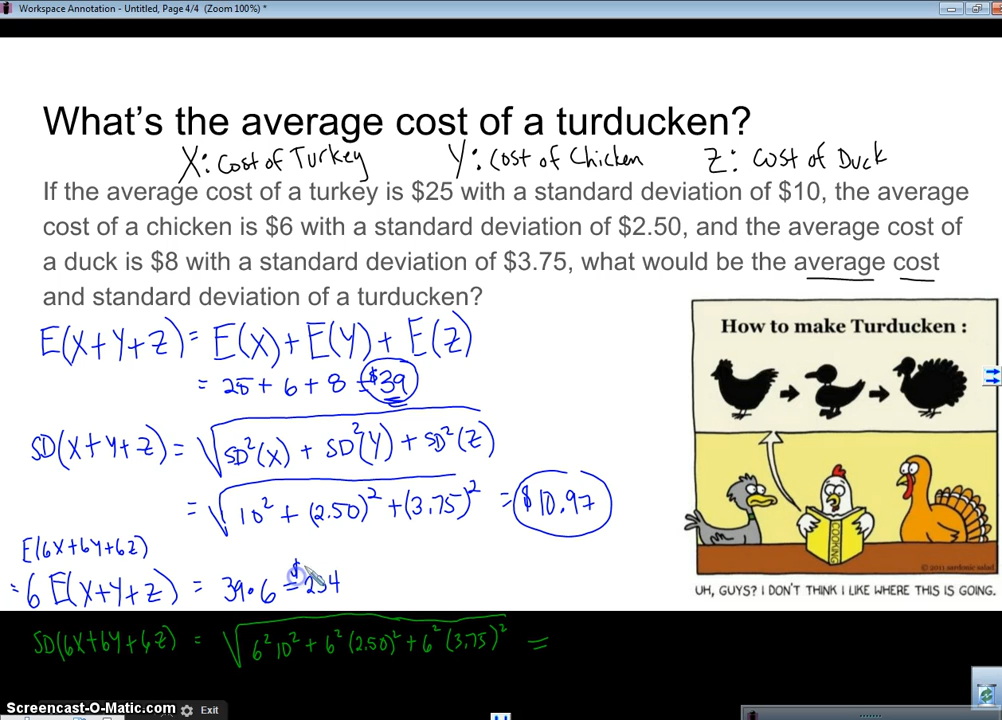 Workspace Annotation - Untitled, Page 4/4 (Zoom 100%) *
What's the average cost of a turducken?
X: Cost of Turkey Y: Cost of Chicken Z: Cost of Duck
If the average cost of a turkey is $25 with a standard deviation of $10, the average
cost of a chicken is $6 with a standard deviation of $2.50, and the average cost of
a duck is $8 with a standard deviation of $3.75, what would be the average cost
and standard deviation of a turducken?
E(X+Y+Z) = E(X) + E(Y) + E(Z)
= 25 + 6 + 8 = $39
SD(X+Y+Z) = √SD²(X) + SD²(Y) + SD²(Z)
= √10² + (2.50)² + (3.75)² = $10.97
E(6X+6Y+6Z)
= 6 E(X+Y+Z) = 39·6 = $234
SD(6X+6Y+6Z) = √6²10² + 6²(2.50)² + 6²(3.75)² =
How to make Turducken :
COOKING
© 2011 sardonic salad
UH, GUYS? I DON'T THINK I LIKE WHERE THIS IS GOING.
Screencast-O-Matic.com Exit